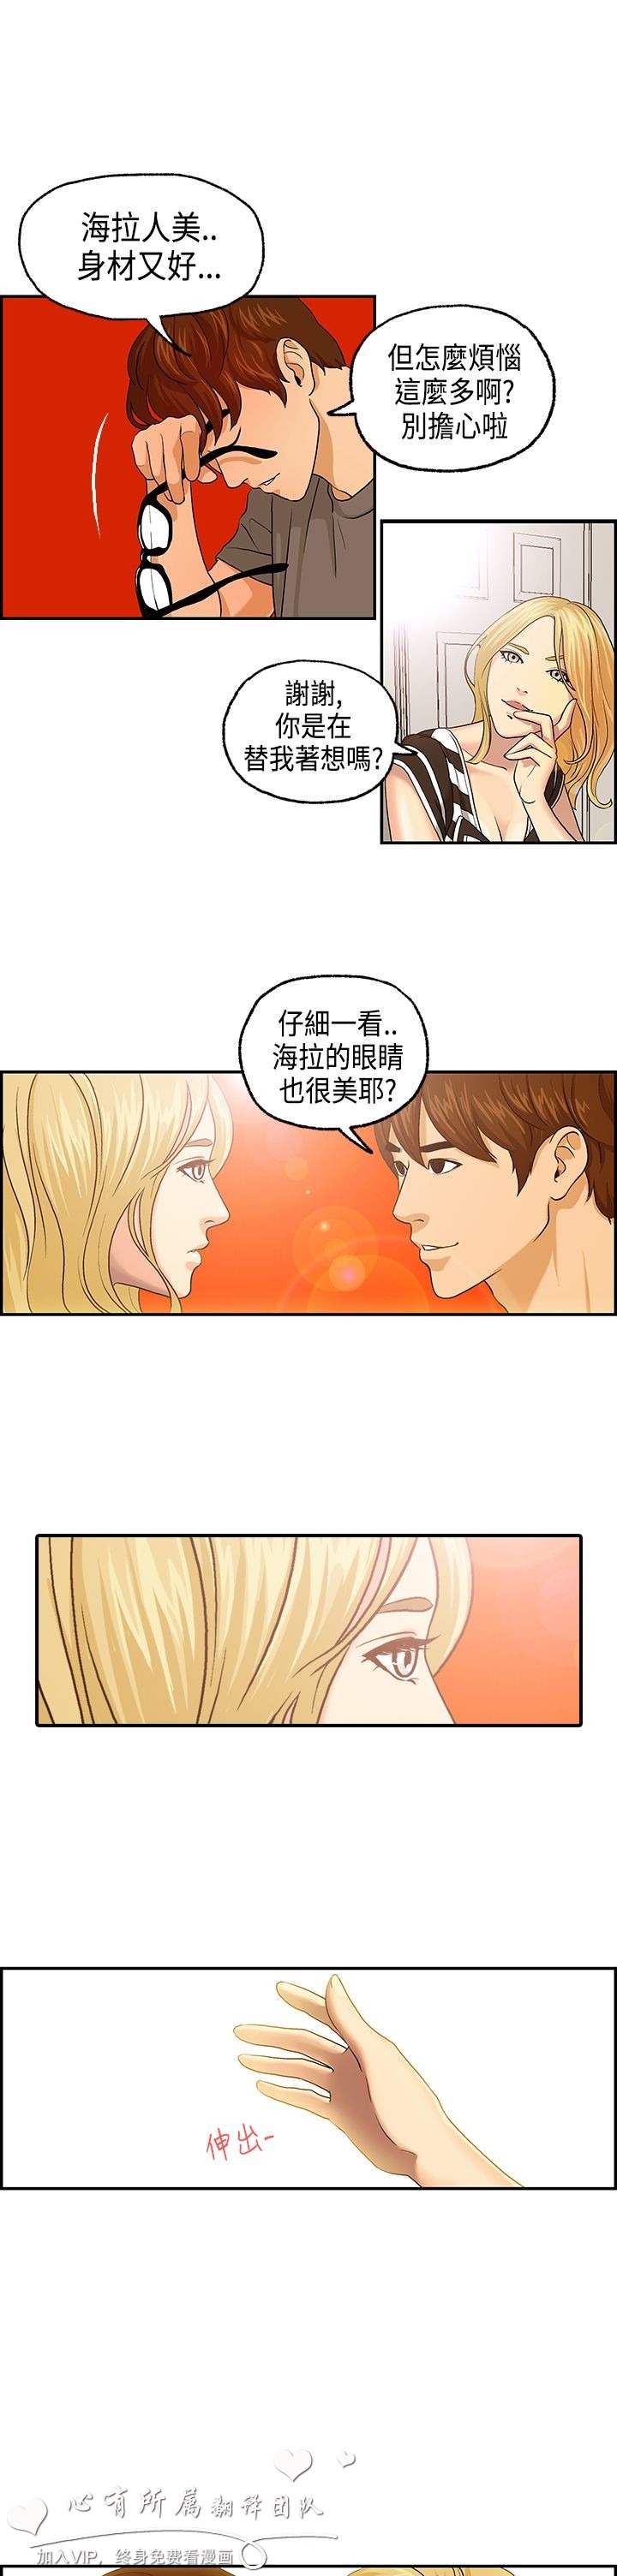 海拉人美..
身材又好...
但怎麼煩惱
這麼多啊?
別擔心啦
謝謝,
你是在
替我著想嗎?
仔細一看..
海拉的眼睛
也很美耶?
伸出-
心有所属翻译团队
加入VIP，终身免费看漫画